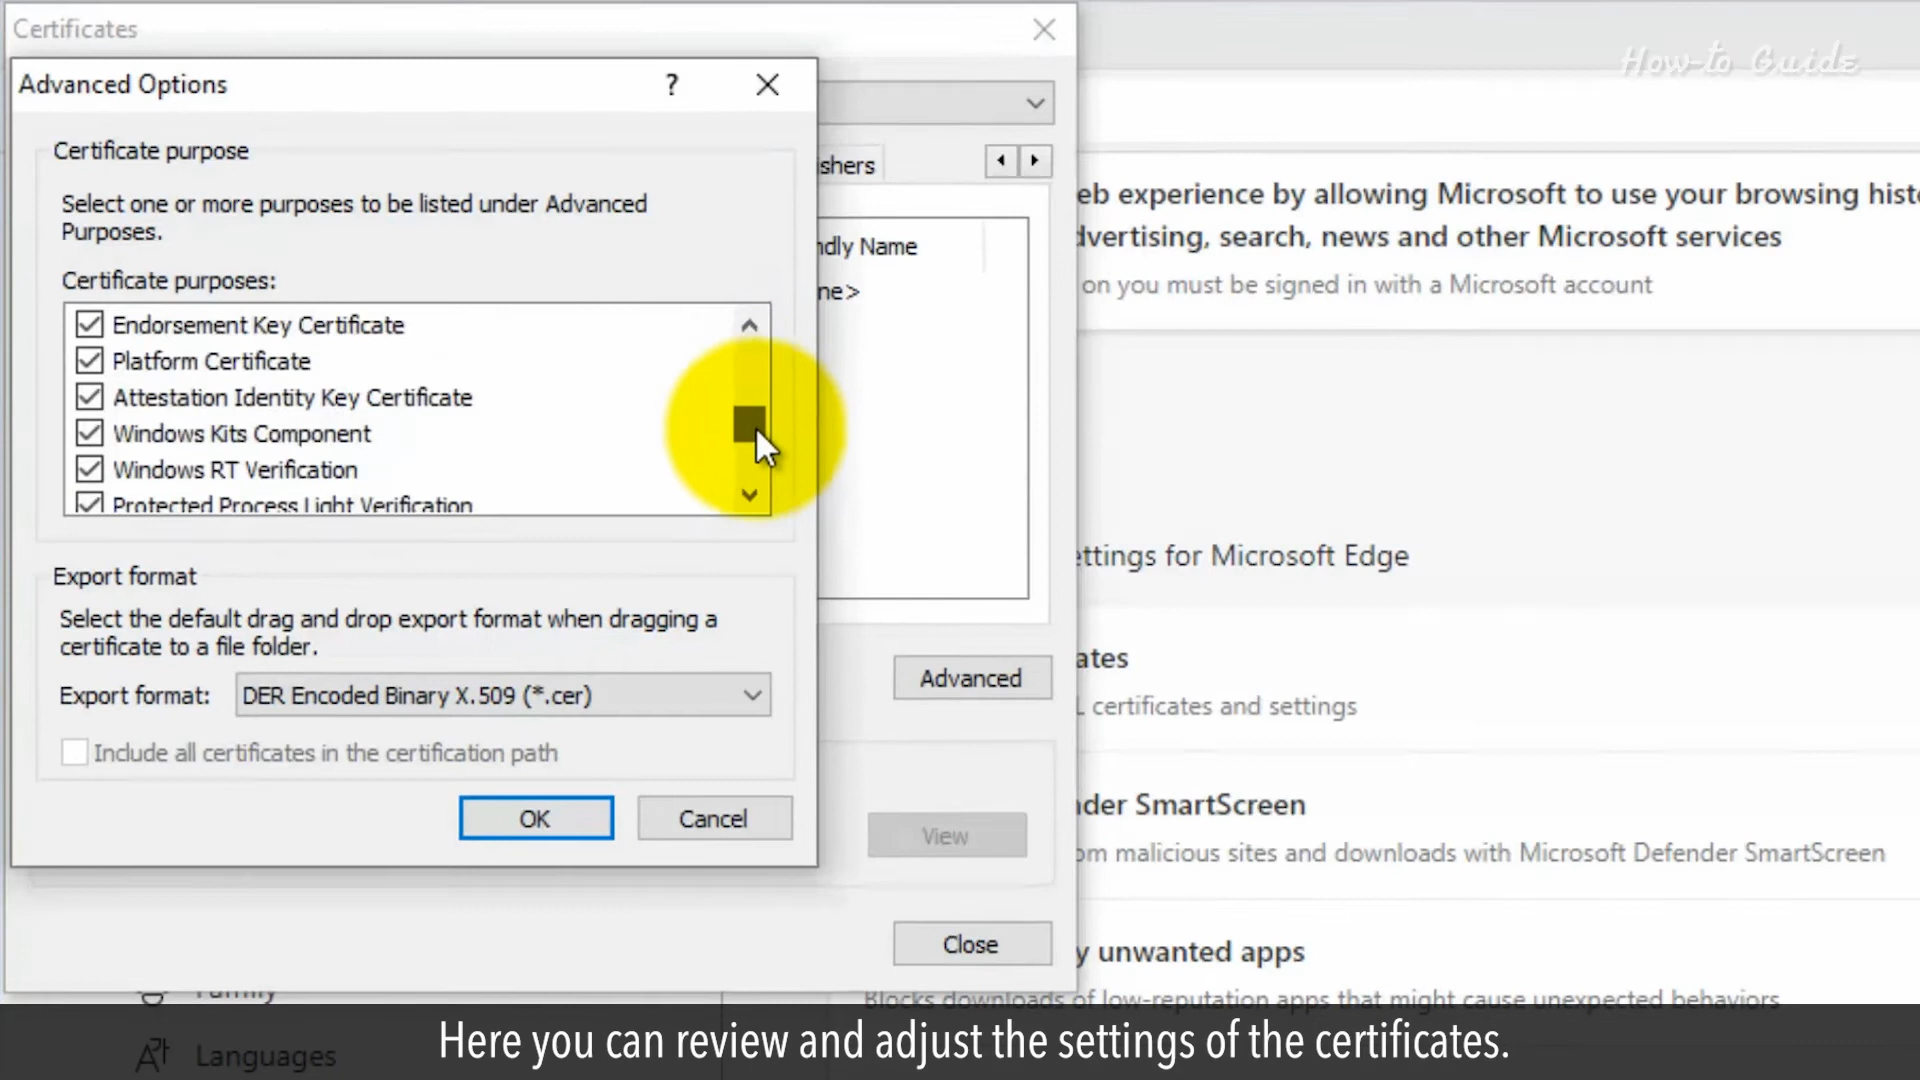 Certificates
How-to Guide
Advanced Options
?
Certificate purpose
Select one or more purposes to be listed under Advanced
Purposes.
Certificate purposes:
Endorsement Key Certificate
Platform Certificate
Attestation Identity Key Certificate
Windows Kits Component
Windows RT Verification
Protected Process Light Verification
Export format
Select the default drag and drop export format when dragging a
certificate to a file folder.
Export format: DER Encoded Binary X.509 (*.cer)
Include all certificates in the certification path
OK Cancel
shers
ndly Name
ne>
Advanced
View
Close
eb experience by allowing Microsoft to use your browsing histo
dvertising, search, news and other Microsoft services
on you must be signed in with a Microsoft account
ettings for Microsoft Edge
ates
L certificates and settings
nder SmartScreen
om malicious sites and downloads with Microsoft Defender SmartScreen
y unwanted apps
Blocks downloads of low-reputation apps that might cause unexpected behaviors
Family
Languages
Here you can review and adjust the settings of the certificates.